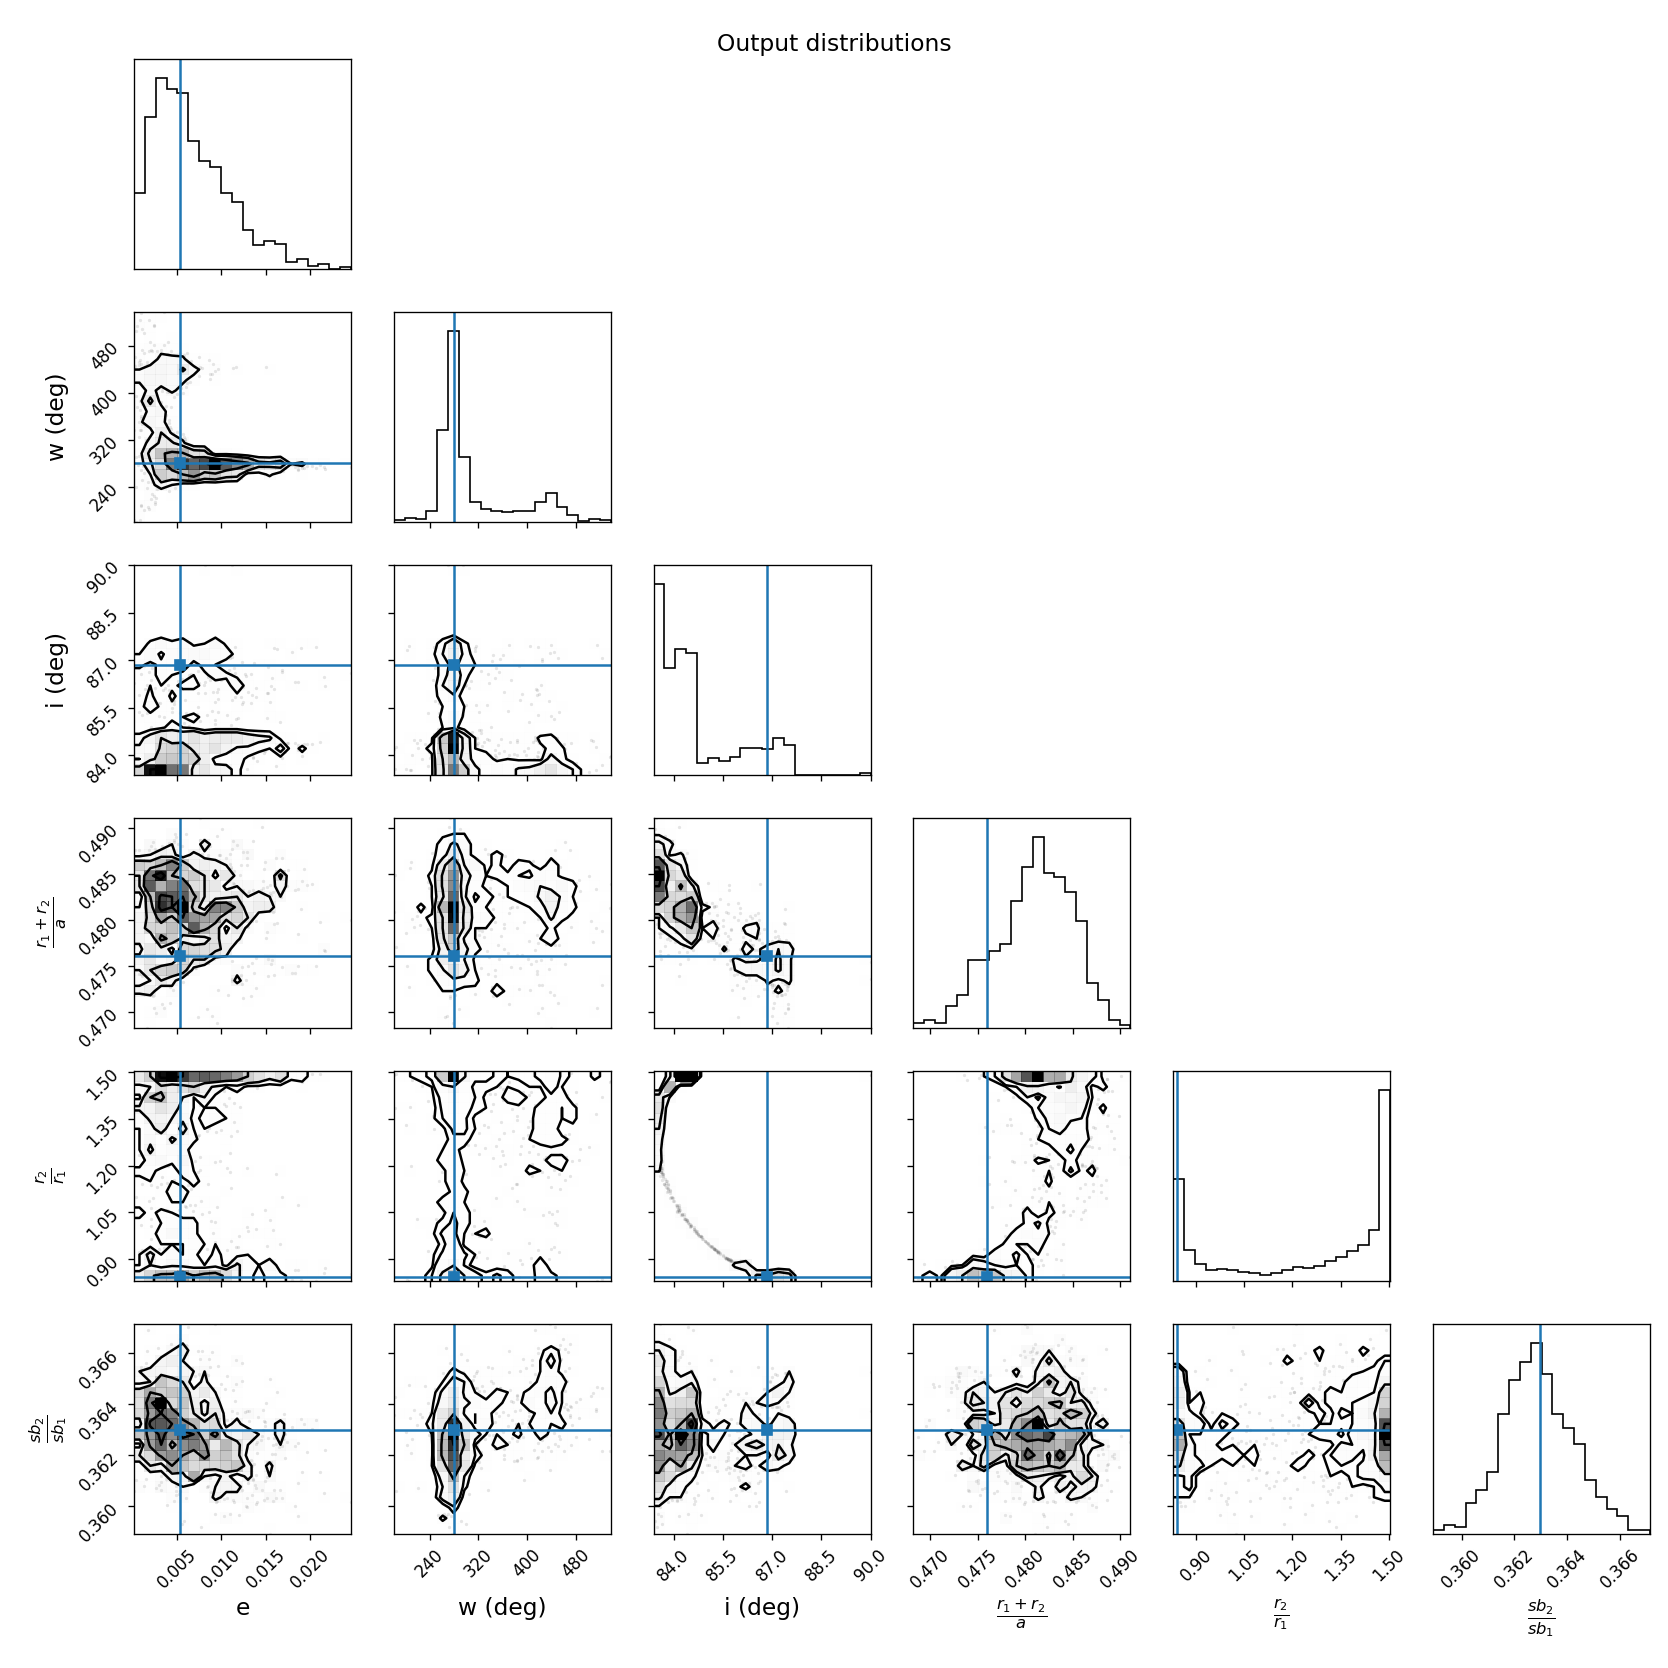 Output distributions
w (deg)
480
400
320
240
i (deg)
90.0
88.5
87.0
85.5
84.0
r₁ + r₂
a
0.490
0.485
0.480
0.475
0.470
r₂
r₁
1.50
1.35
1.20
1.05
0.90
sb₂
sb₁
0.366
0.364
0.362
0.360
0.005 0.010 0.015 0.020 240 320 400 480 84.0 85.5 87.0 88.5 90.0 0.470 0.475 0.480 0.485 0.490 0.90 1.05 1.20 1.35 1.50 0.360 0.362 0.364 0.366
e w (deg) i (deg) r₁ + r₂ r₂ sb₂
a r₁ sb₁